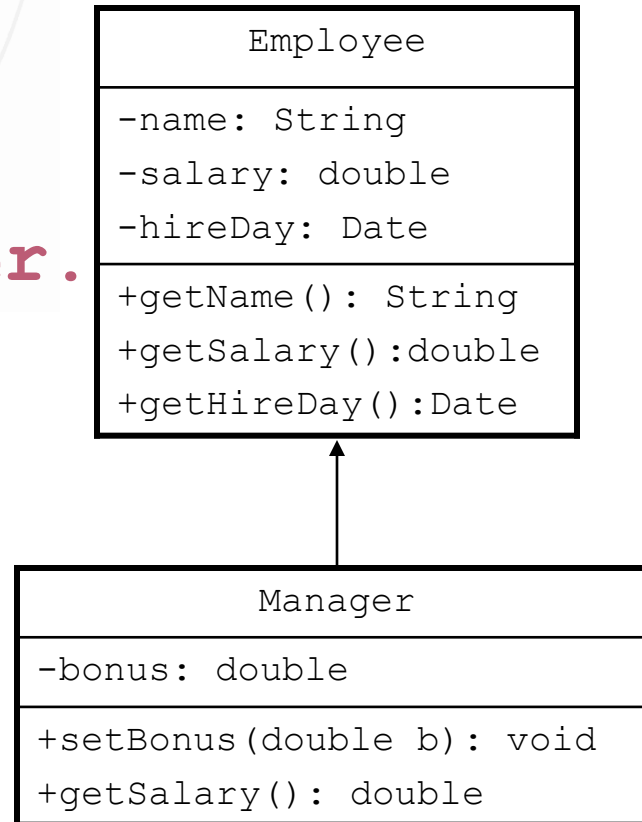 Employee
-name: String
-salary: double
-hireDay: Date
r.
+getName(): String
+getSalary():double
+getHireDay():Date
Manager
-bonus: double
+setBonus(double b): void
+getSalary(): double